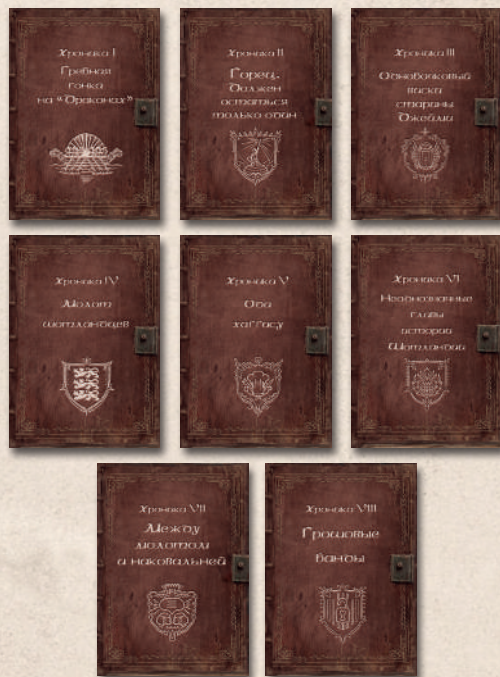 Хроника I
Гребная
гонка
на «Драконах»
Хроника II
Горец.
Должен
остаться
только один
Хроника III
Односолодовый
виски
старины
Джейми
Хроника IV
Молот
шотландцев
Хроника V
Ода
хаггису
Хроника VI
Неоднозначные
главы
истории
Шотландии
Хроника VII
Между
молотом
и наковальней
Хроника VIII
Грошовые
банды